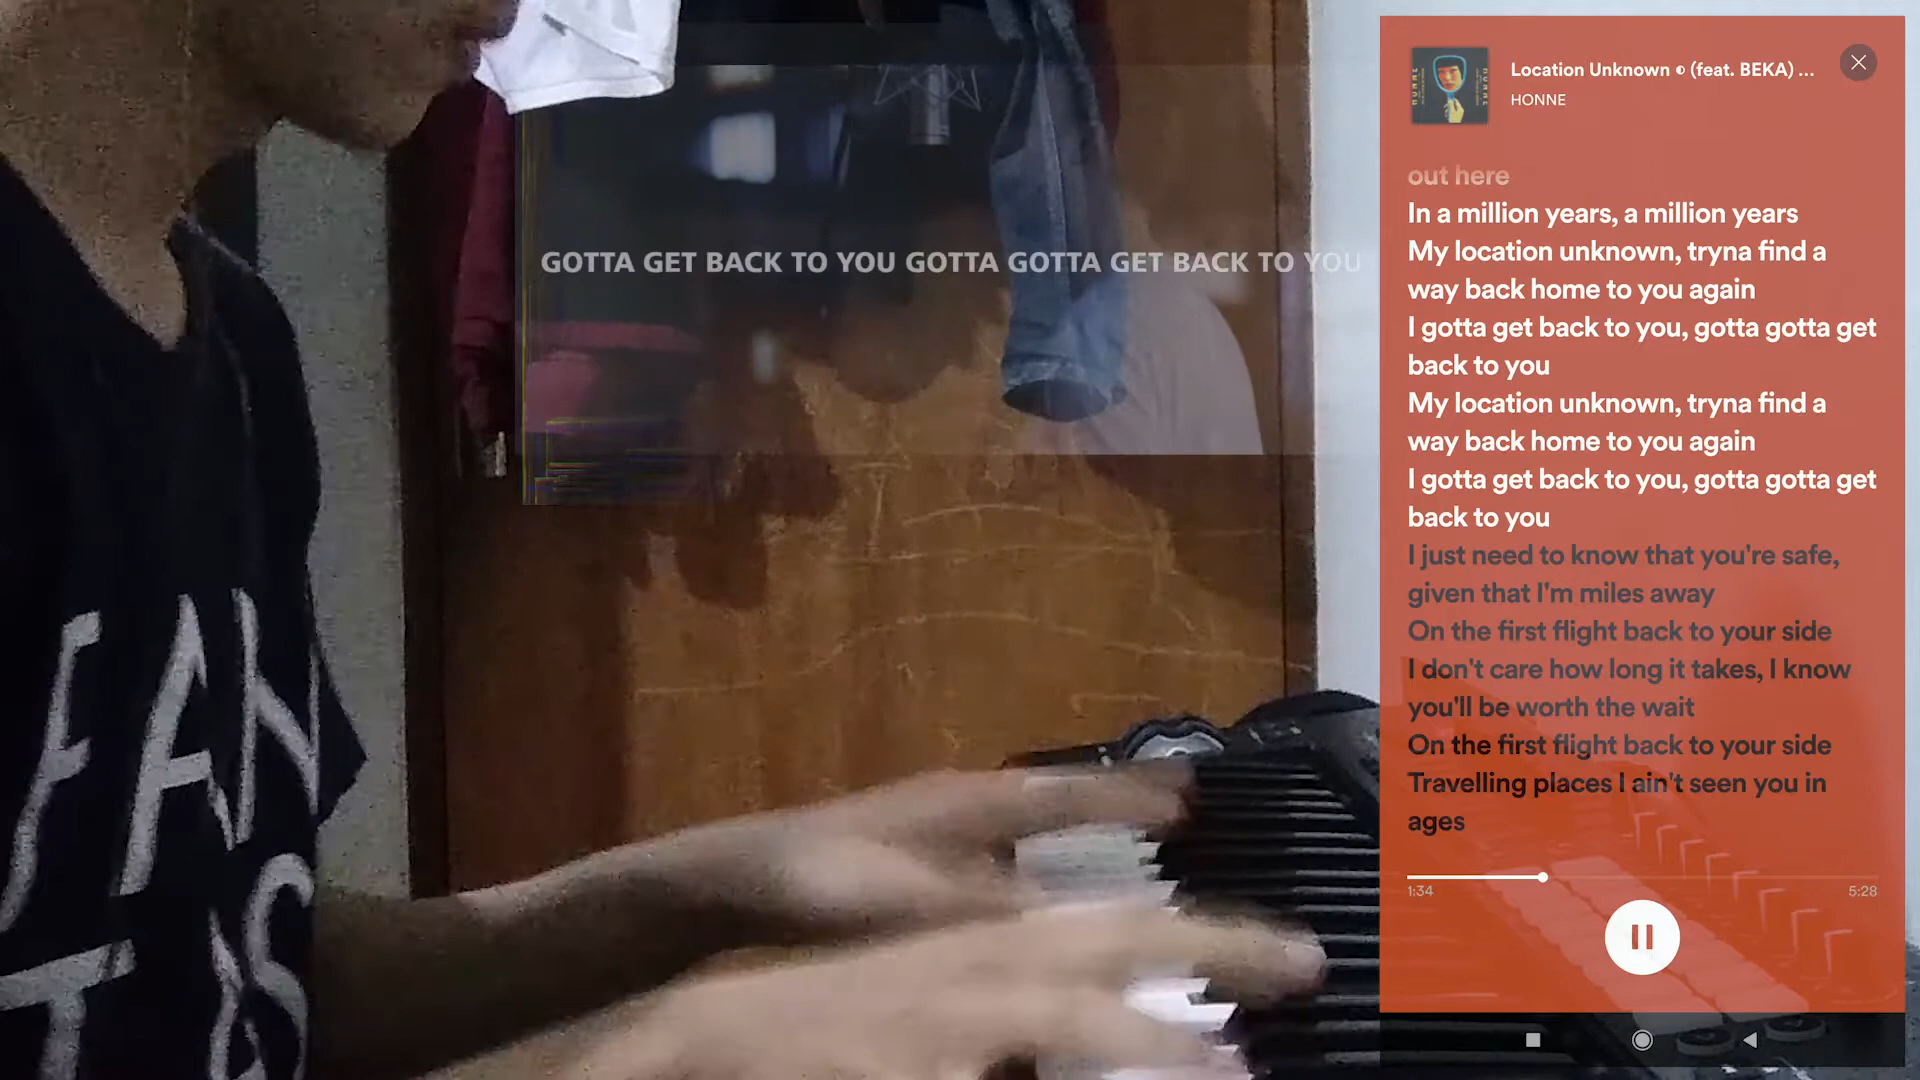 Location Unknown ◐ (feat. BEKA) ...
HONNE
out here
In a million years, a million years
My location unknown, tryna find a
way back home to you again
I gotta get back to you, gotta gotta get
back to you
My location unknown, tryna find a
way back home to you again
I gotta get back to you, gotta gotta get
back to you
I just need to know that you're safe,
given that I'm miles away
On the first flight back to your side
I don't care how long it takes, I know
you'll be worth the wait
On the first flight back to your side
Travelling places I ain't seen you in
ages
1:34
5:28
GOTTA GET BACK TO YOU GOTTA GOTTA GET BACK TO YOU